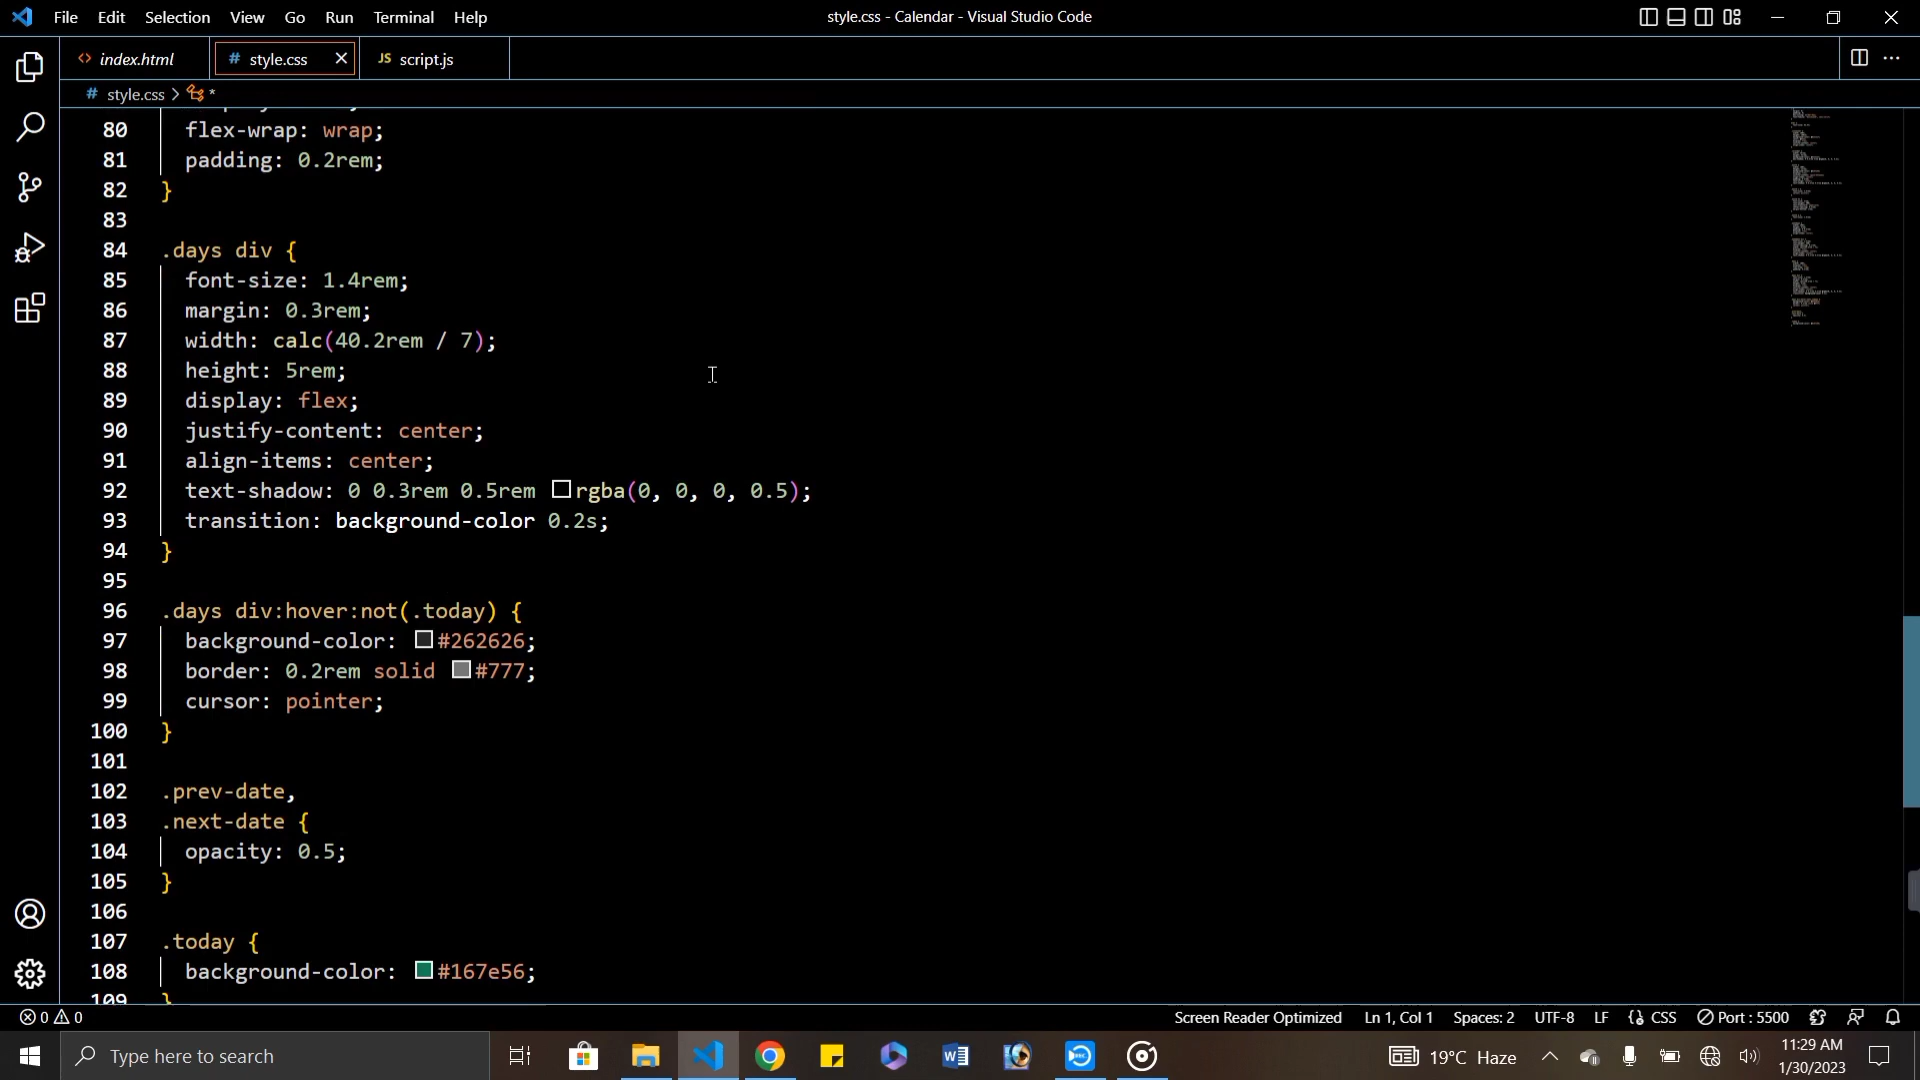 File Edit Selection View Go Run Terminal Help
style.css - Calendar - Visual Studio Code
<> index.html # style.css JS script.js
# style.css > *
80 flex-wrap: wrap;
81 padding: 0.2rem;
82 }
83
84 .days div {
85 font-size: 1.4rem;
86 margin: 0.3rem;
87 width: calc(40.2rem / 7);
88 height: 5rem;
89 display: flex;
90 justify-content: center;
91 align-items: center;
92 text-shadow: 0 0.3rem 0.5rem rgba(0, 0, 0, 0.5);
93 transition: background-color 0.2s;
94 }
95
96 .days div:hover:not(.today) {
97 background-color: #262626;
98 border: 0.2rem solid #777;
99 cursor: pointer;
100 }
101
102 .prev-date,
103 .next-date {
104 opacity: 0.5;
105 }
106
107 .today {
108 background-color: #167e56;
109 }
0 0 Screen Reader Optimized Ln 1, Col 1 Spaces: 2 UTF-8 LF {} CSS Port : 5500
Type here to search
19°C Haze
11:29 AM
1/30/2023